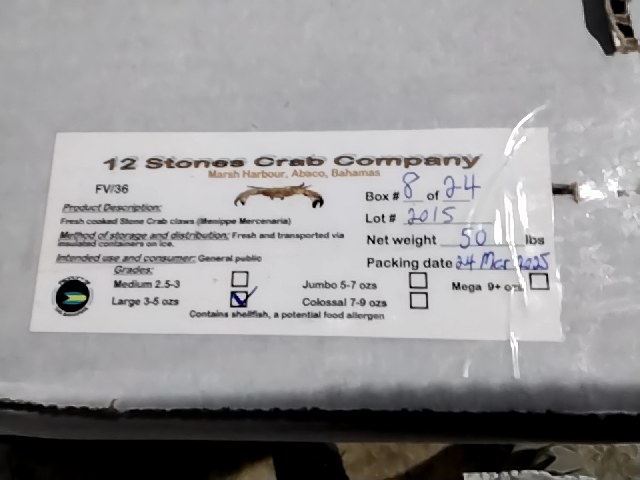 12 Stones Crab Company
Marsh Harbour, Abaco, Bahamas
FV/36
Product Description:
Fresh cooked Stone Crab claws (Menippe Mercenaria)
Method of storage and distribution: Fresh and transported via
insulated containers on ice.
Intended use and consumer: General public
Box # 8 of 24
Lot # 2015
Net weight 50 lbs
Packing date 24 Mar 2025
Grades:
Medium 2.5-3
Large 3-5 ozs
Jumbo 5-7 ozs
Colossal 7-9 ozs
Mega 9+ ozs
Contains shellfish, a potential food allergen